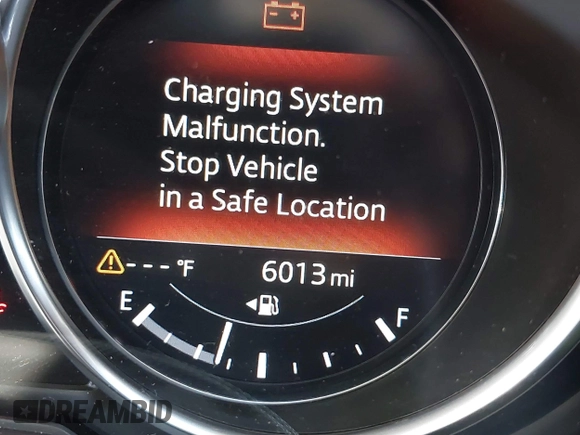 Charging System
Malfunction.
Stop Vehicle
in a Safe Location
--- °F 6013 mi
E F
DREAMBID